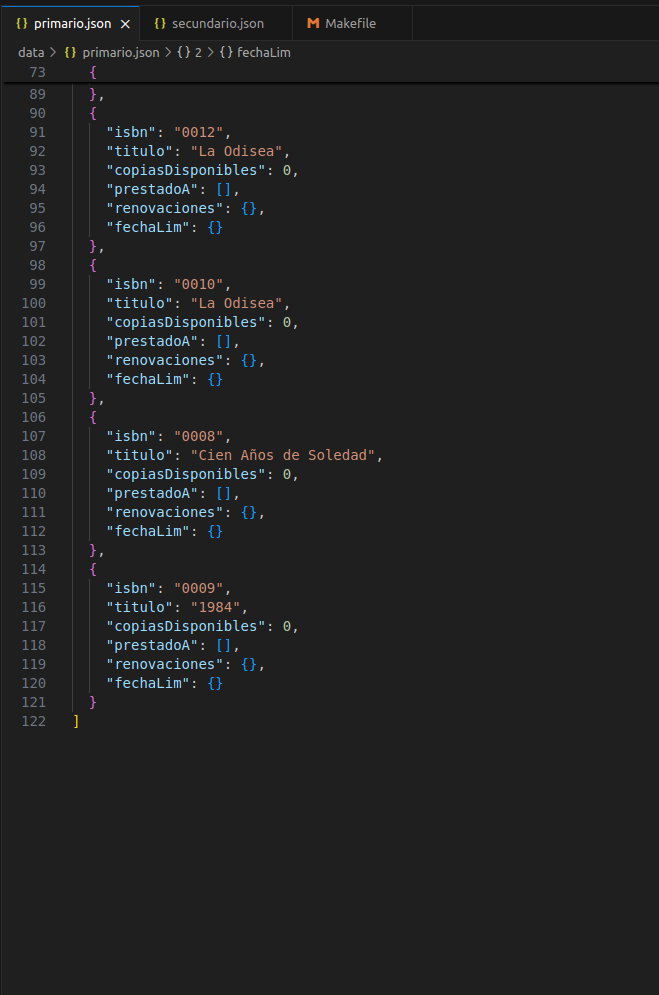 {} primario.json × {} secundario.json M Makefile
data > {} primario.json > {} 2 > {} fechaLim
73 {
89 },
90 {
91 "isbn": "0012",
92 "titulo": "La Odisea",
93 "copiasDisponibles": 0,
94 "prestadoA": [],
95 "renovaciones": {},
96 "fechaLim": {}
97 },
98 {
99 "isbn": "0010",
100 "titulo": "La Odisea",
101 "copiasDisponibles": 0,
102 "prestadoA": [],
103 "renovaciones": {},
104 "fechaLim": {}
105 },
106 {
107 "isbn": "0008",
108 "titulo": "Cien Años de Soledad",
109 "copiasDisponibles": 0,
110 "prestadoA": [],
111 "renovaciones": {},
112 "fechaLim": {}
113 },
114 {
115 "isbn": "0009",
116 "titulo": "1984",
117 "copiasDisponibles": 0,
118 "prestadoA": [],
119 "renovaciones": {},
120 "fechaLim": {}
121 }
122 ]